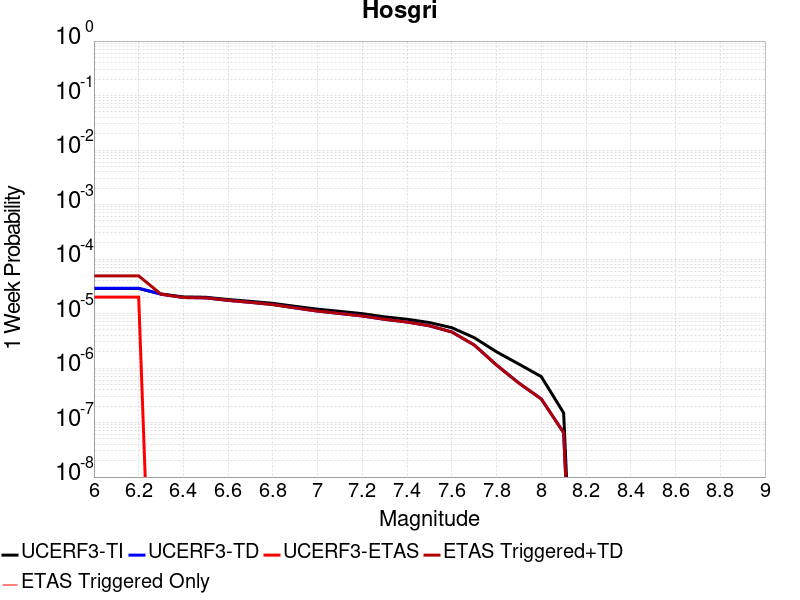 Hosgri
10^0
10^-1
10^-2
10^-3
10^-4
10^-5
10^-6
10^-7
10^-8
1 Week Probability
6 6.2 6.4 6.6 6.8 7 7.2 7.4 7.6 7.8 8 8.2 8.4 8.6 8.8 9
Magnitude
UCERF3-TI UCERF3-TD UCERF3-ETAS ETAS Triggered+TD
ETAS Triggered Only